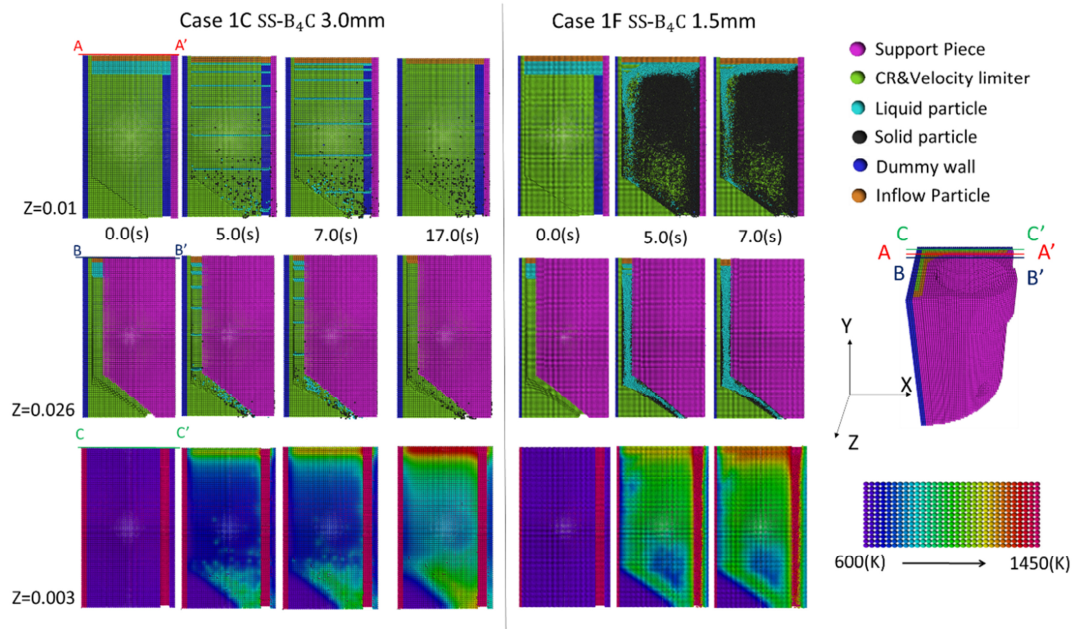 Case 1C SS-B₄C 3.0mm
Case 1F SS-B₄C 1.5mm
A A’
Z=0.01
0.0(s) 5.0(s) 7.0(s) 17.0(s) 0.0(s) 5.0(s) 7.0(s)
B B’
Z=0.026
C C’
Z=0.003
Support Piece
CR&Velocity limiter
Liquid particle
Solid particle
Dummy wall
Inflow Particle
C C’
A A’
B B’
Y
X
Z
600(K) 1450(K)